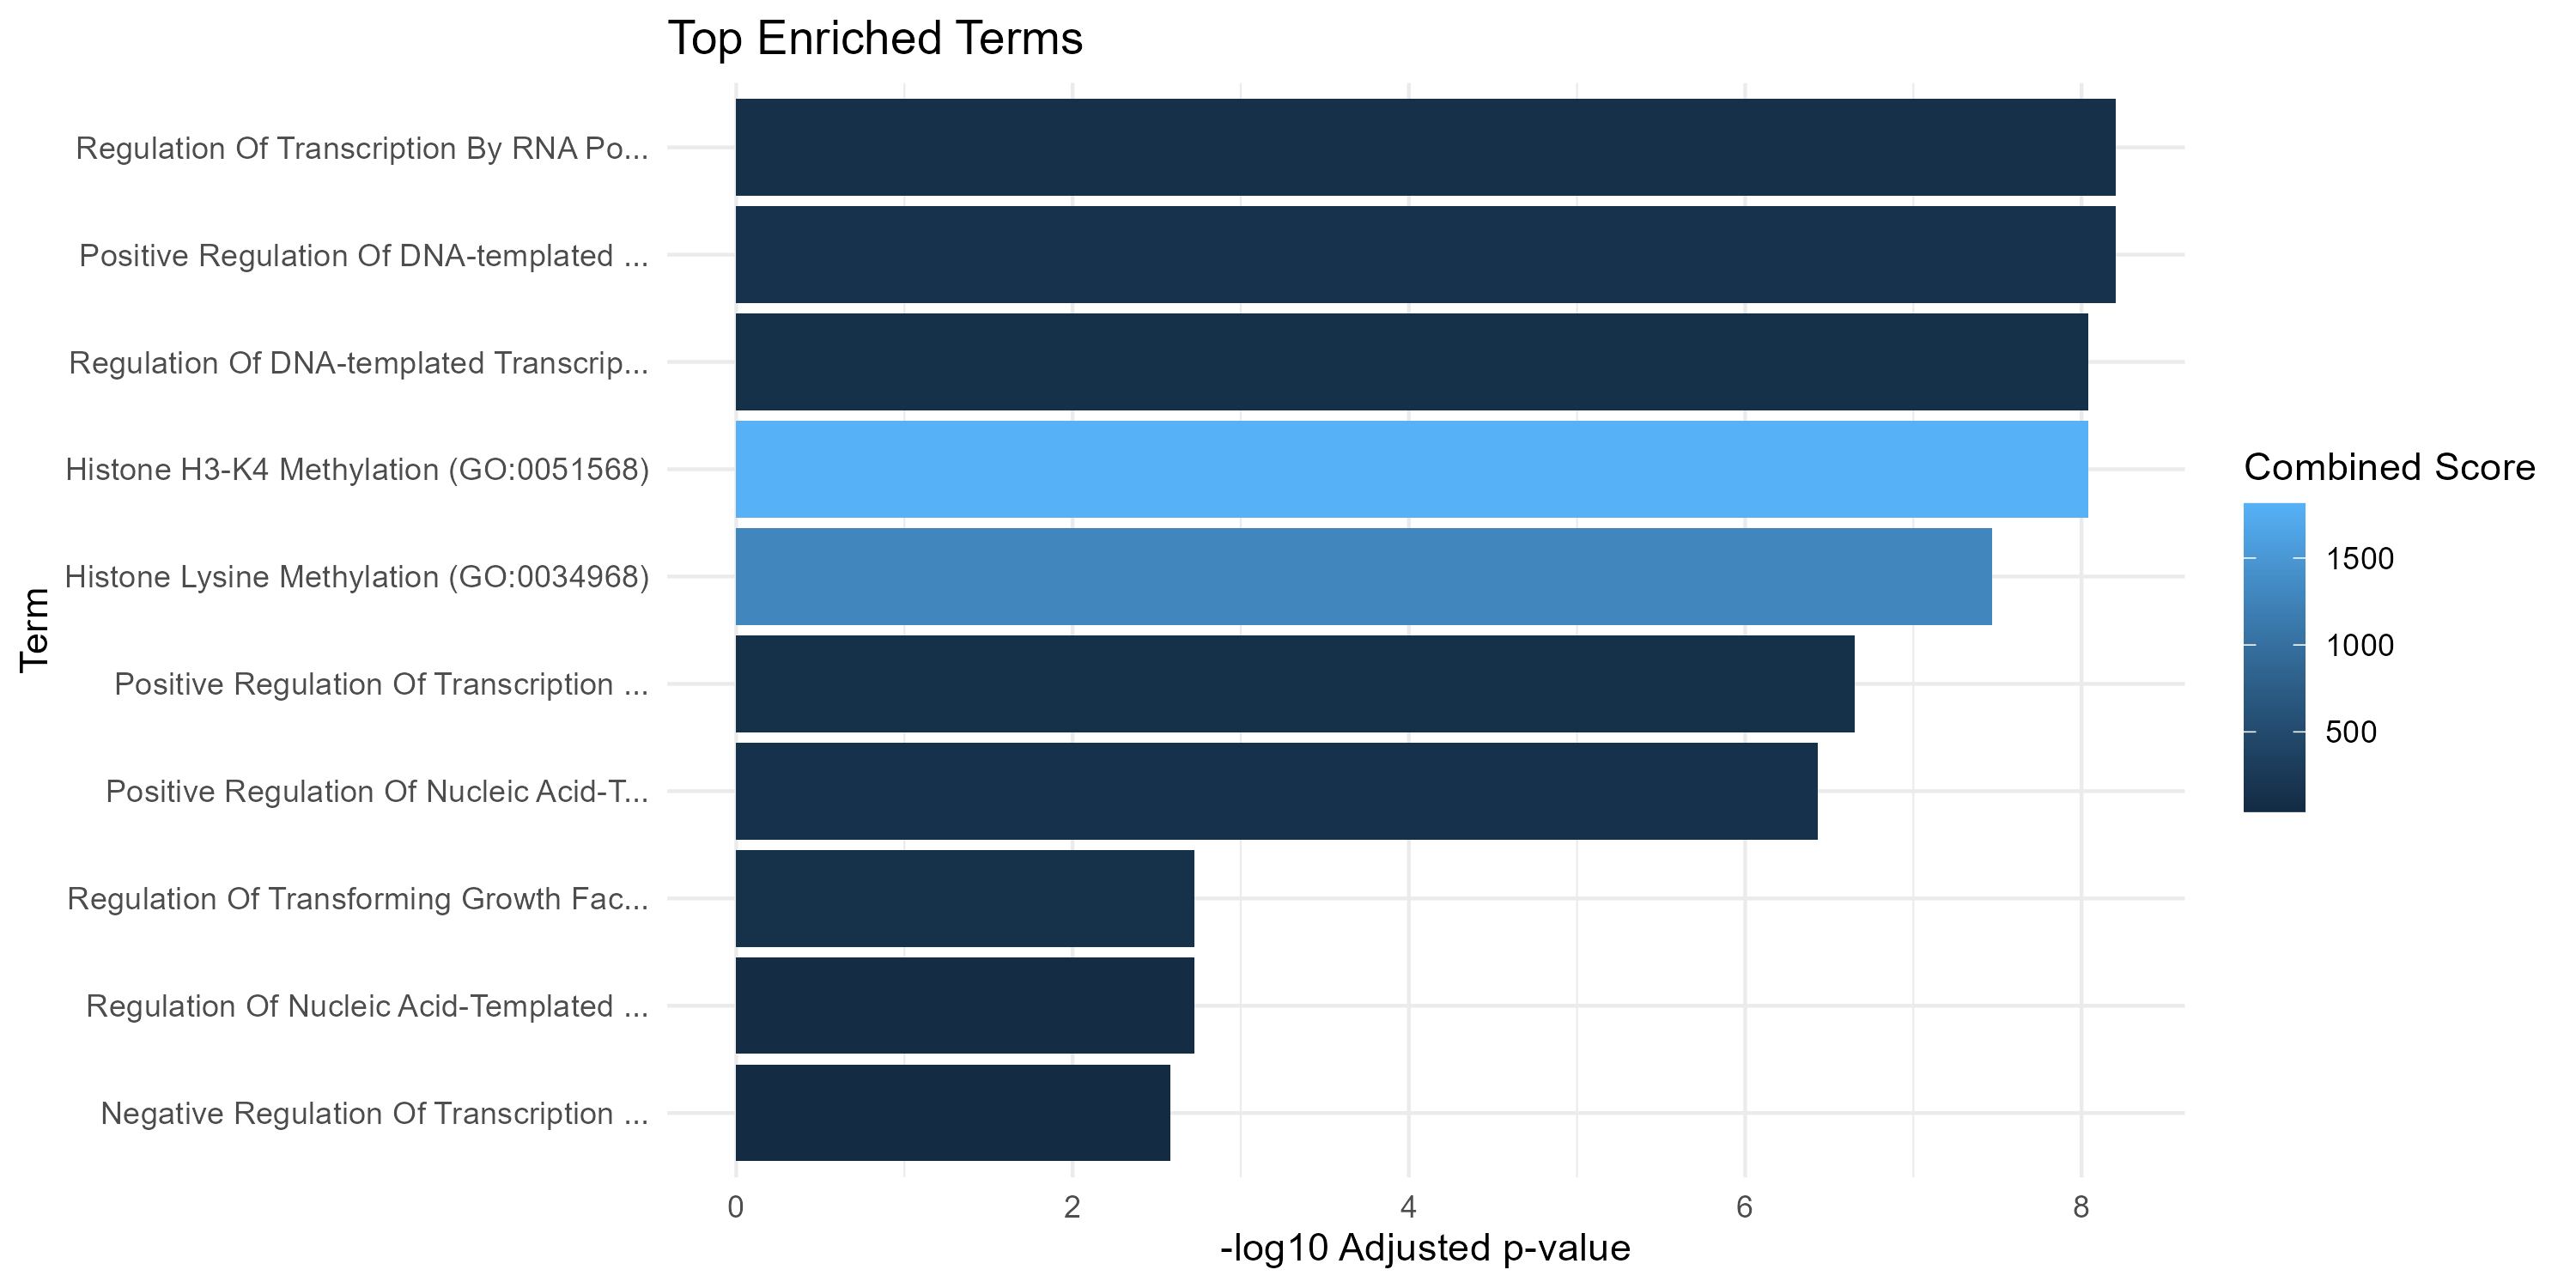 Top Enriched Terms
Term
Regulation Of Transcription By RNA Po...
Positive Regulation Of DNA-templated ...
Regulation Of DNA-templated Transcrip...
Histone H3-K4 Methylation (GO:0051568)
Histone Lysine Methylation (GO:0034968)
Positive Regulation Of Transcription ...
Positive Regulation Of Nucleic Acid-T...
Regulation Of Transforming Growth Fac...
Regulation Of Nucleic Acid-Templated ...
Negative Regulation Of Transcription ...
0 2 4 6 8
-log10 Adjusted p-value
Combined Score
1500
1000
500